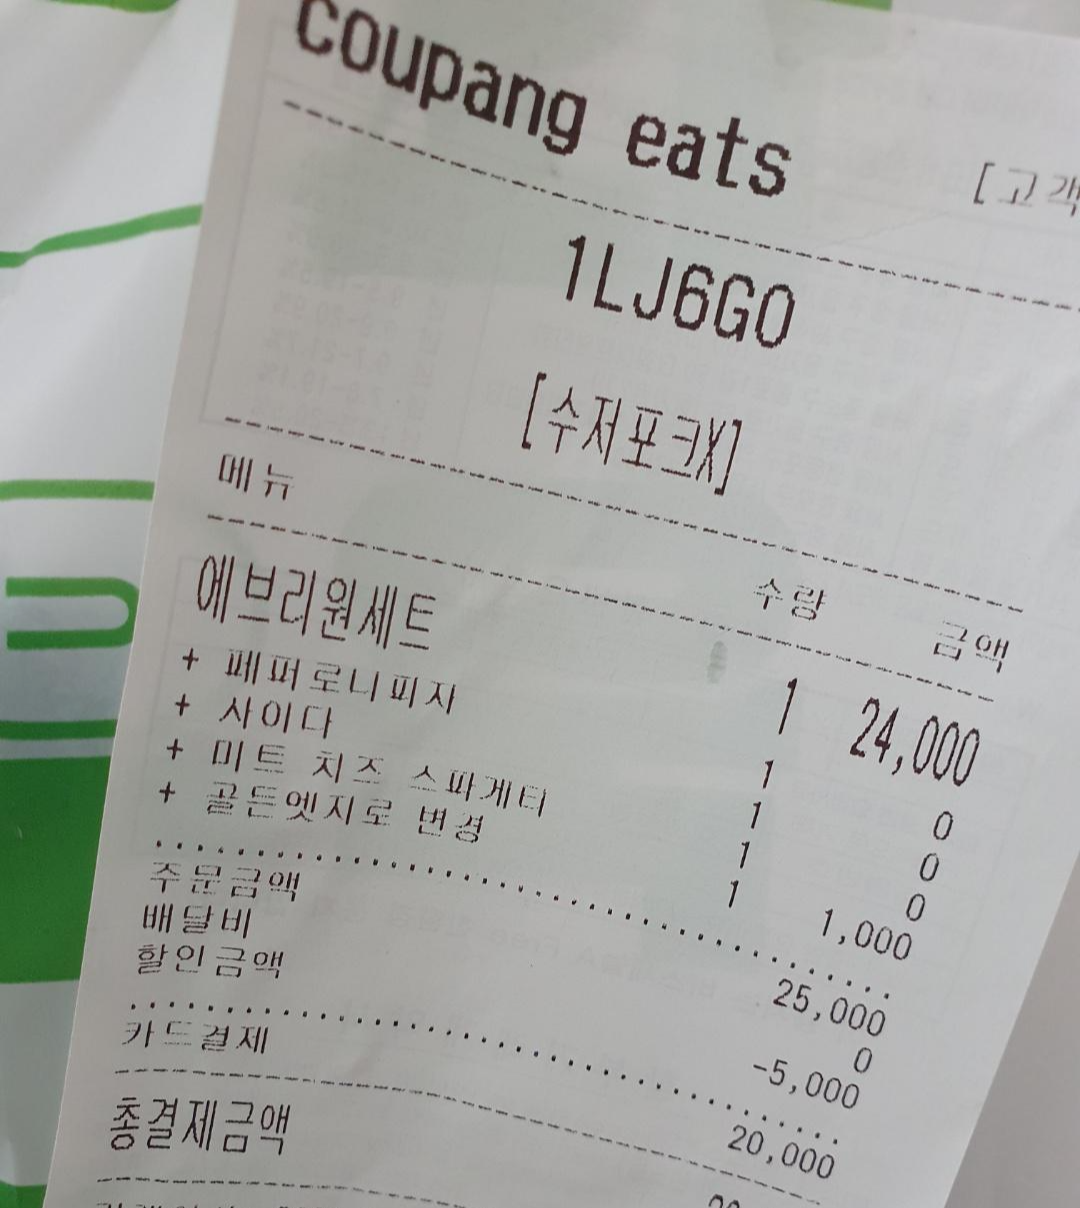 coupang eats
[고객
1LJ6GO
[수저포크X]
메뉴 수량 금액
에브리원세트 1 24,000
+ 페퍼로니피자 1 0
+ 사이다 1 0
+ 미트 치즈 스파게티 1 0
+ 골든엣지로 변경 1 1,000
주문금액 25,000
배달비 0
할인금액 -5,000
카드결제 20,000
총결제금액